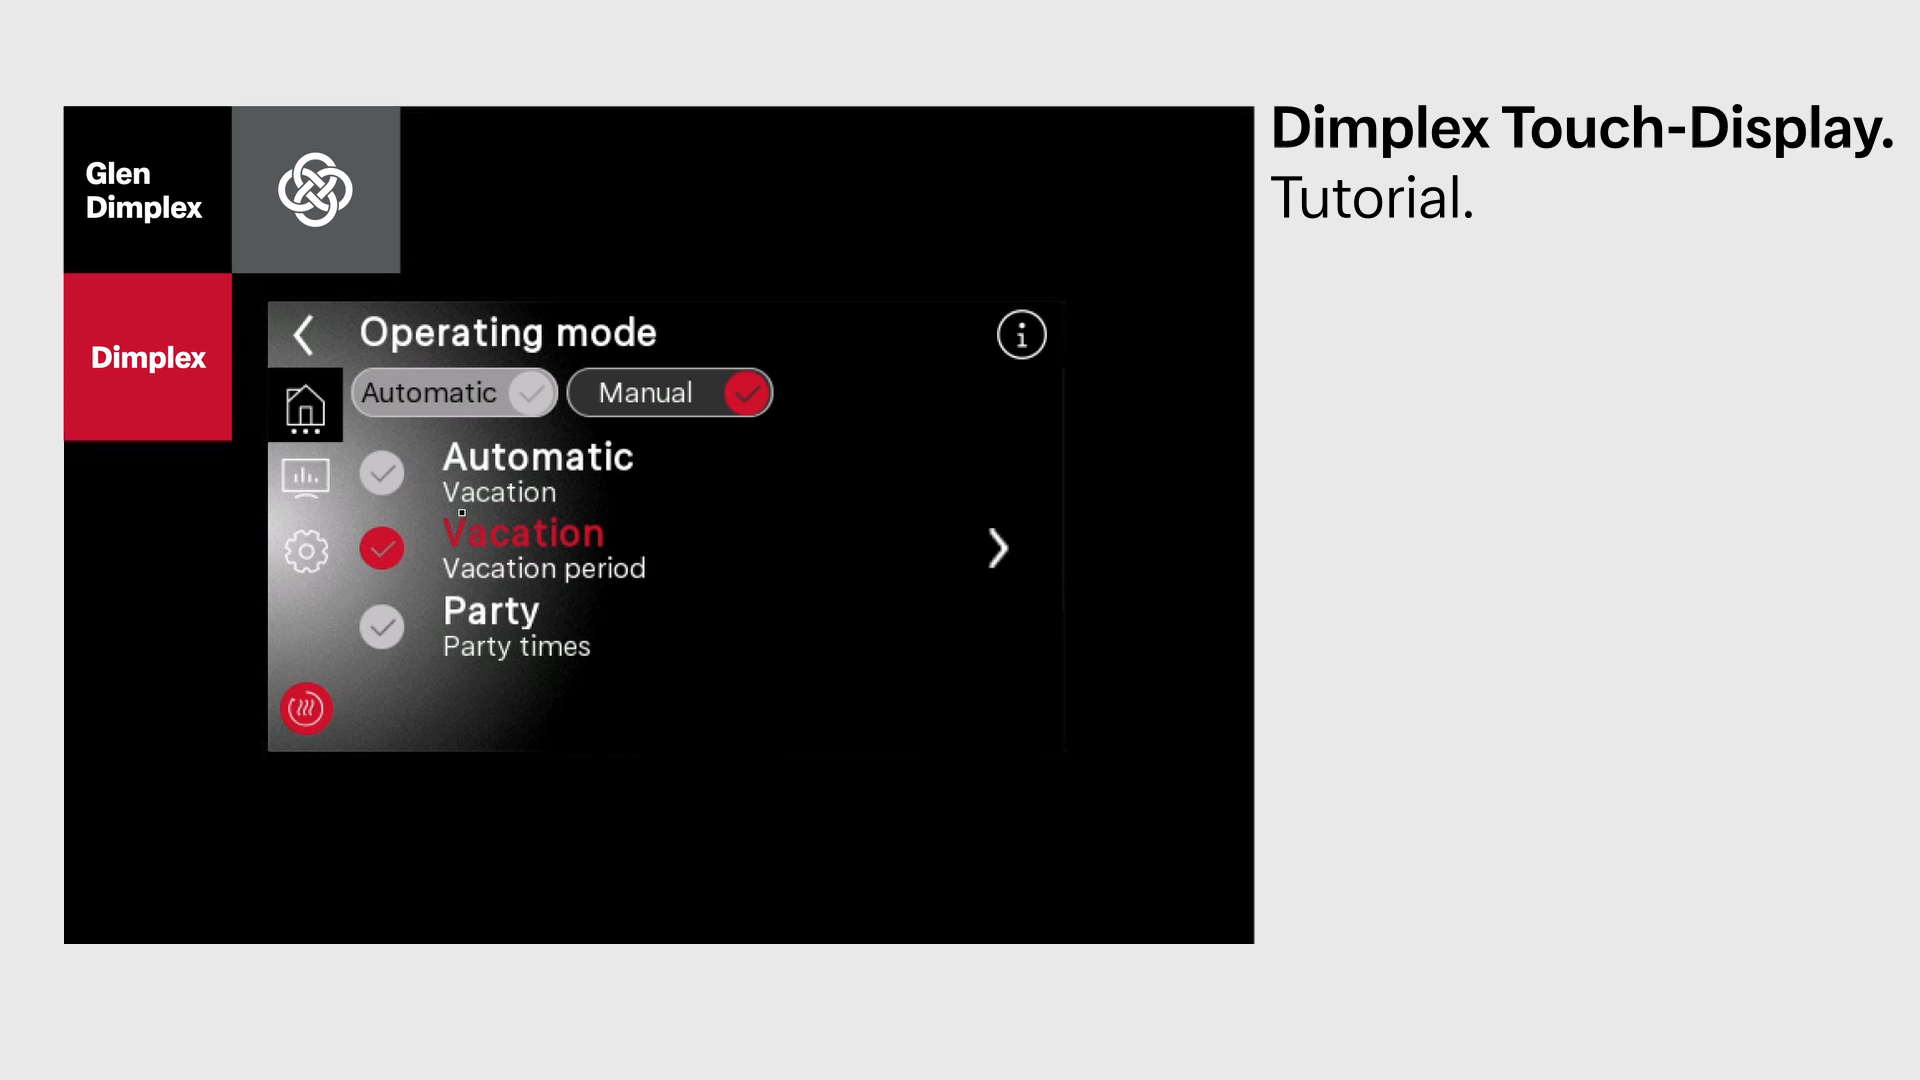 Dimplex Touch-Display.
Tutorial.
Glen
Dimplex
Dimplex
Operating mode
Automatic
Manual
Automatic
Vacation
Vacation
Vacation period
Party
Party times